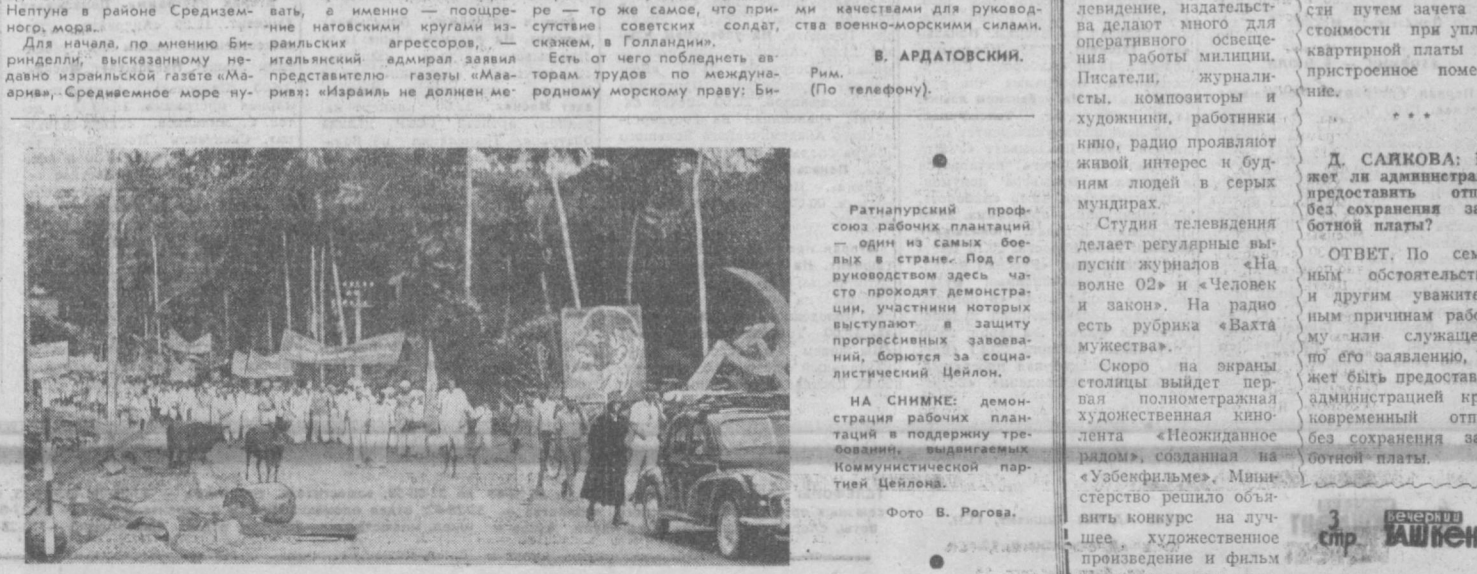 Нептуна в районе Средизем-
ного, моря.
Для начала, по мнению Би-
ринделли, высказанному не-
давно израильской газете «Ма-
арив», Средиземное море ну-
вать, а именно — поощре-
ние натовскими кругами из-
раильских агрессоров, —
итальянский адмирал заявил
представителю газеты «Маа-
рив»: «Израиль не должен ме-
ре — то же самое, что при-
сутствие советских солдат,
скажем, в Голландии».
Есть от чего побледнеть ав-
торам трудов по междуна-
родному морскому праву: Би-
ми качествами для руковод-
ства военно-морскими силами.
В. АРДАТОВСКИЙ.
Рим.
(По телефону).
Ратнапурский проф-
союз рабочих плантаций
— один из самых бое-
вых в стране. Под его
руководством здесь ча-
сто проходят демонстра-
ции, участники которых
выступают в защиту
прогрессивных завоева-
ний, борются за социа-
листический Цейлон.
НА СНИМКЕ: демон-
страция рабочих план-
таций в поддержку тре-
бований, выдвигаемых
Коммунистической пар-
тией Цейлона.
Фото В. Рогова.
левидение, издательст-
ва делают много для
оперативного освеще-
ния работы милиции.
Писатели, журнали-
сты, композиторы и
художники, работники
кино, радио проявляют
живой интерес к буд-
ням людей в серых
мундирах.
Студия телевидения
делает регулярные вы-
пуски журналов «На
волне 02» и «Человек
и закон». На радио
есть рубрика «Вахта
мужества».
Скоро на экраны
столицы выйдет пер-
вая полнометражная
художественная кино-
лента «Неожиданное
рядом», созданная на
«Узбекфильме». Мини-
стерство решило объя-
вить конкурс на луч-
шее художественное
произведение и фильм
сти путем зачета
стоимости при упл
квартирной платы
пристроенное поме
ние.
* * *
Д. САИКОВА:
жет ли администра
предоставить отп
без сохранения за
ботной платы?
ОТВЕТ. По сем
ным обстоятельст
и другим уважите
ным причинам рабо
му или служаще
по его заявлению,
жет быть предостав
администрацией кр
ковременный отп
без сохранения за
ботной платы.
3
стр.
Вечерний
ТАШкен